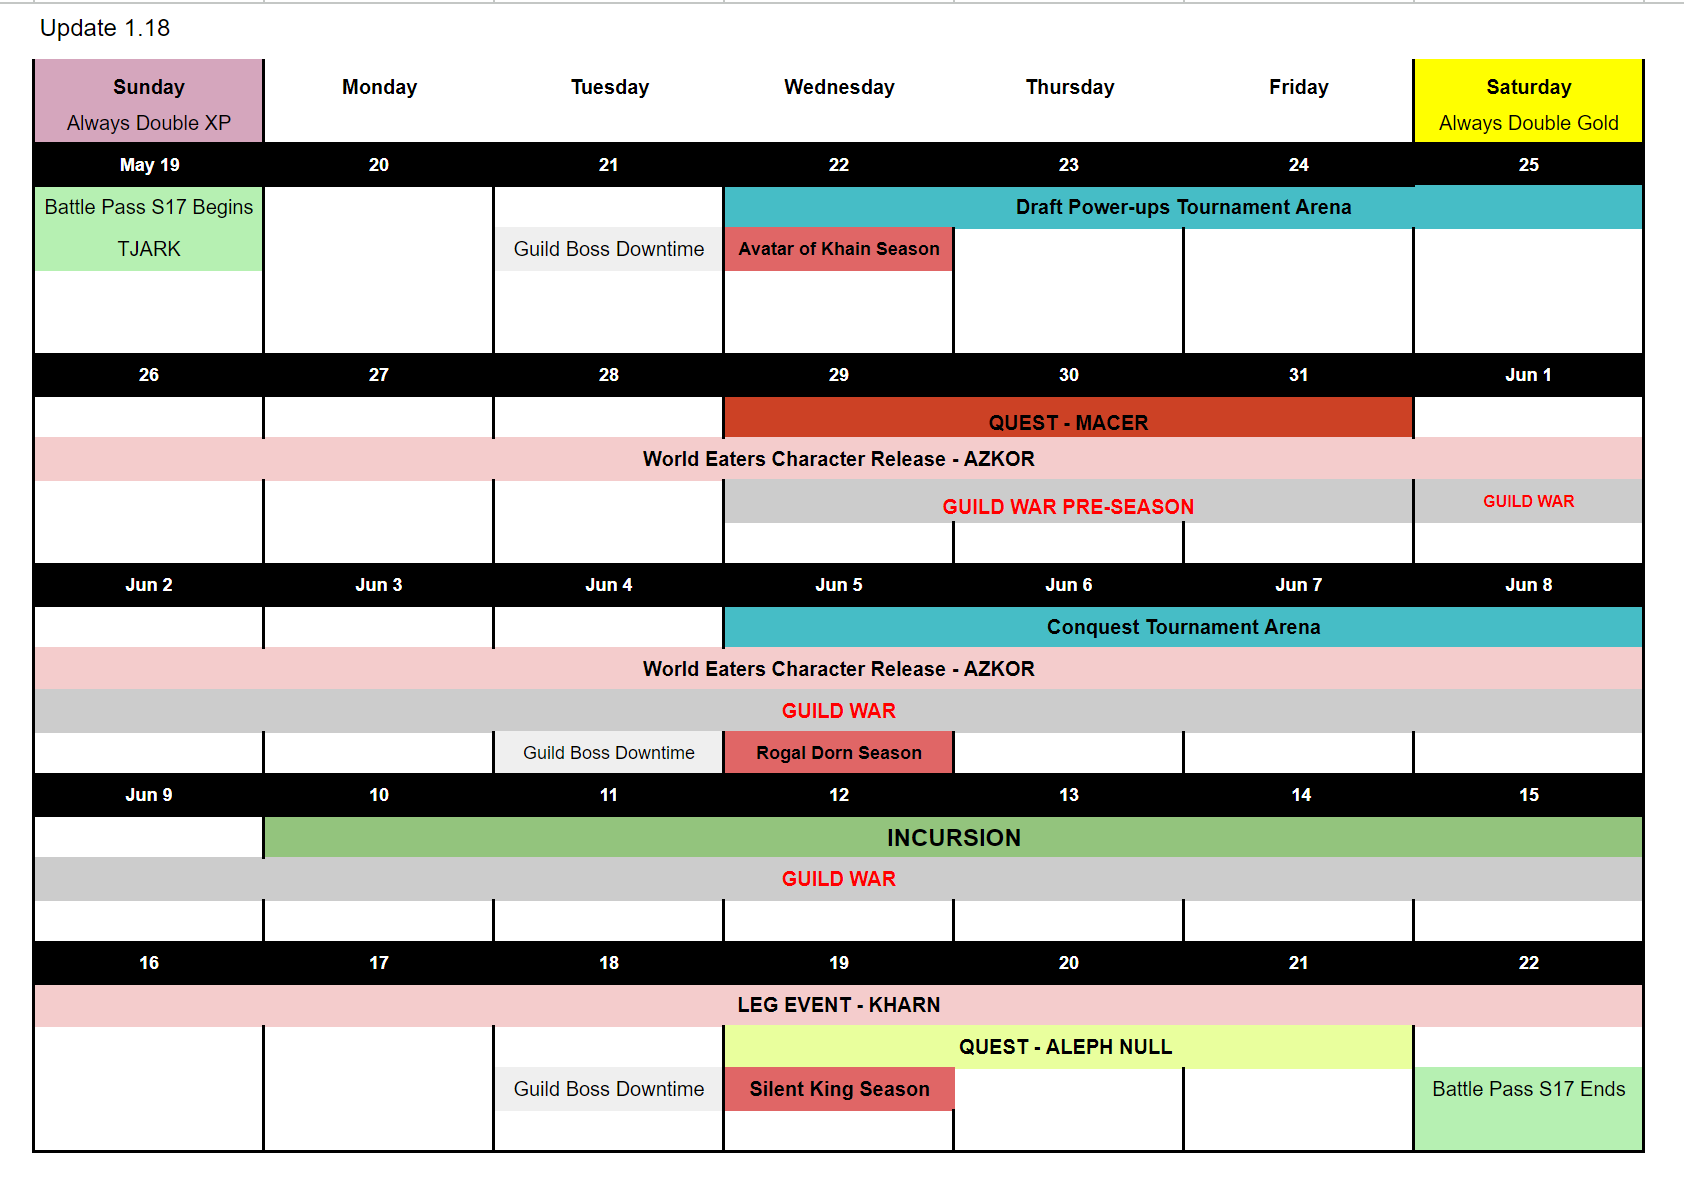 Update 1.18
Sunday Monday Tuesday Wednesday Thursday Friday Saturday
Always Double XP Always Double Gold
May 19 20 21 22 23 24 25
Battle Pass S17 Begins Draft Power-ups Tournament Arena
TJARK Guild Boss Downtime Avatar of Khain Season
26 27 28 29 30 31 Jun 1
QUEST - MACER
World Eaters Character Release - AZKOR
GUILD WAR PRE-SEASON GUILD WAR
Jun 2 Jun 3 Jun 4 Jun 5 Jun 6 Jun 7 Jun 8
Conquest Tournament Arena
World Eaters Character Release - AZKOR
GUILD WAR
Guild Boss Downtime Rogal Dorn Season
Jun 9 10 11 12 13 14 15
INCURSION
GUILD WAR
16 17 18 19 20 21 22
LEG EVENT - KHARN
QUEST - ALEPH NULL
Guild Boss Downtime Silent King Season Battle Pass S17 Ends